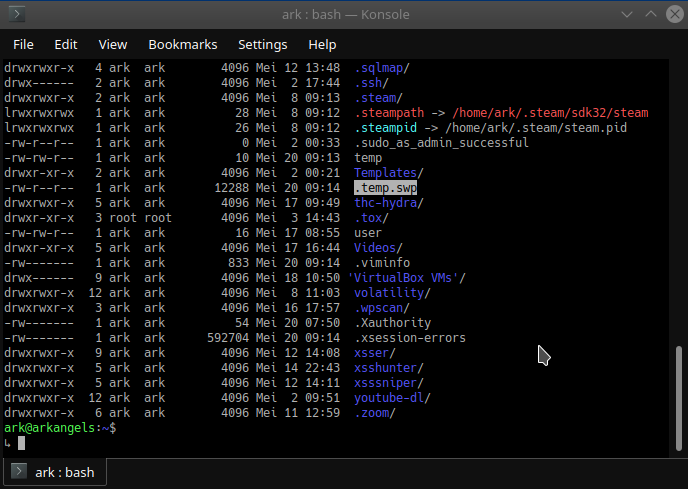 ark : bash — Konsole
File Edit View Bookmarks Settings Help
drwxrwxr-x 4 ark ark 4096 Mei 12 13:48 .sqlmap/
drwx------ 2 ark ark 4096 Mei 2 17:44 .ssh/
drwxrwxr-x 2 ark ark 4096 Mei 8 09:13 .steam/
lrwxrwxrwx 1 ark ark 28 Mei 8 09:12 .steampath -> /home/ark/.steam/sdk32/steam
lrwxrwxrwx 1 ark ark 26 Mei 8 09:12 .steampid -> /home/ark/.steam/steam.pid
-rw-r--r-- 1 ark ark 0 Mei 2 00:33 .sudo_as_admin_successful
-rw-rw-r-- 1 ark ark 10 Mei 20 09:13 temp
drwxr-xr-x 2 ark ark 4096 Mei 2 00:21 Templates/
-rw-r--r-- 1 ark ark 12288 Mei 20 09:14 .temp.swp
drwxrwxr-x 5 ark ark 4096 Mei 17 09:49 thc-hydra/
drwxr-xr-x 3 root root 4096 Mei 3 14:43 .tox/
-rw-rw-r-- 1 ark ark 16 Mei 17 08:55 user
drwxr-xr-x 5 ark ark 4096 Mei 17 16:44 Videos/
-rw------- 1 ark ark 833 Mei 20 09:14 .viminfo
drwx------ 9 ark ark 4096 Mei 18 10:50 'VirtualBox VMs'/
drwxrwxr-x 12 ark ark 4096 Mei 8 11:03 volatility/
drwxrwxr-x 3 ark ark 4096 Mei 16 17:57 .wpscan/
-rw------- 1 ark ark 54 Mei 20 07:50 .Xauthority
-rw------- 1 ark ark 592704 Mei 20 09:14 .xsession-errors
drwxrwxr-x 9 ark ark 4096 Mei 12 14:08 xsser/
drwxrwxr-x 5 ark ark 4096 Mei 14 22:43 xsshunter/
drwxrwxr-x 5 ark ark 4096 Mei 12 14:11 xsssniper/
drwxrwxr-x 12 ark ark 4096 Mei 2 09:51 youtube-dl/
drwxrwxr-x 6 ark ark 4096 Mei 11 12:59 .zoom/
ark@arkangels:~$
↳
ark : bash